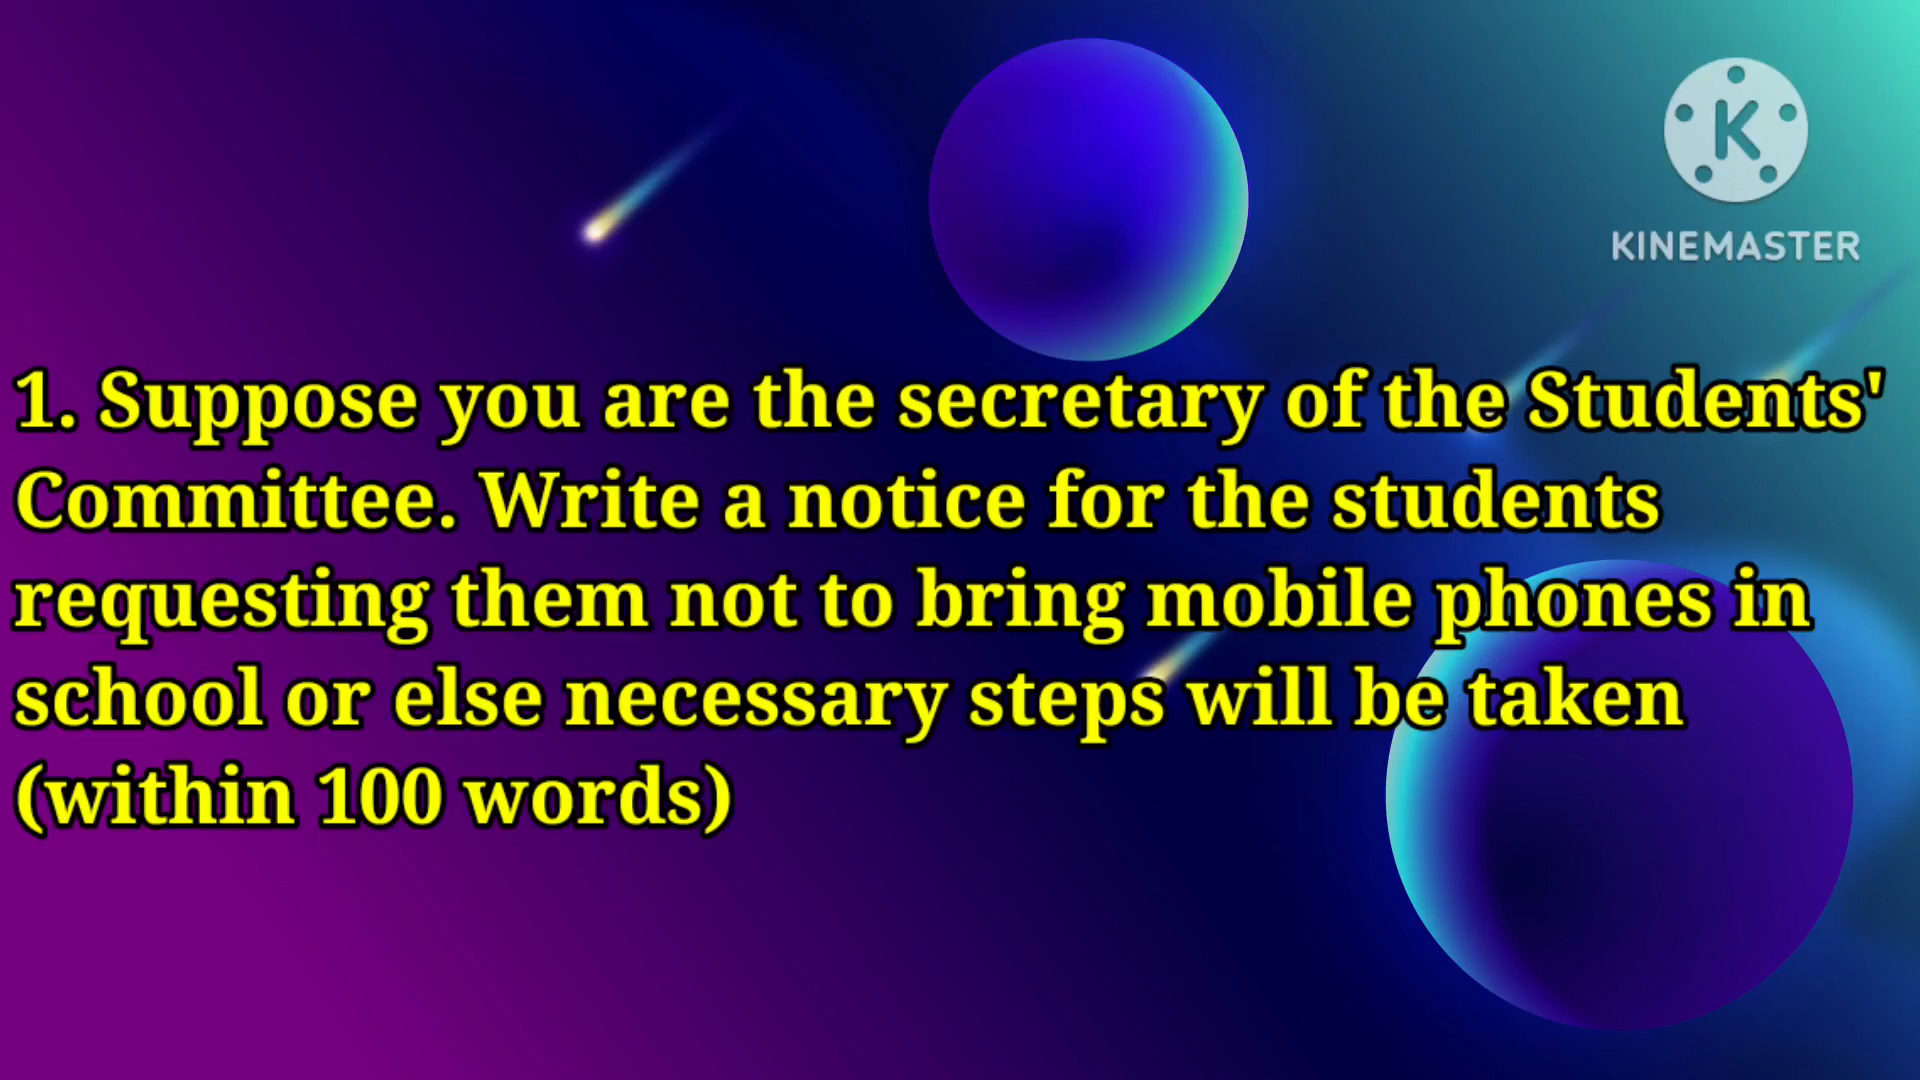 K
KINEMASTER
1. Suppose you are the secretary of the Students'
Committee. Write a notice for the students
requesting them not to bring mobile phones in
school or else necessary steps will be taken
(within 100 words)